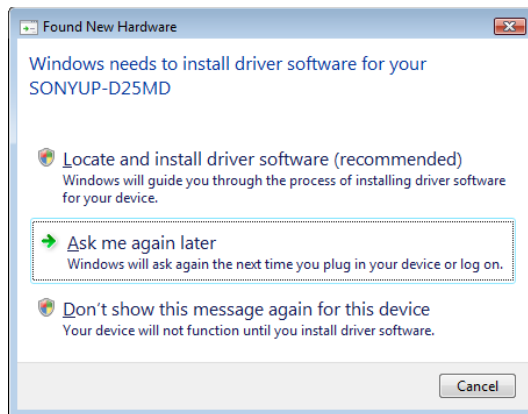 Found New Hardware
Windows needs to install driver software for your
SONYUP-D25MD
Locate and install driver software (recommended)
Windows will guide you through the process of installing driver software
for your device.
Ask me again later
Windows will ask again the next time you plug in your device or log on.
Don't show this message again for this device
Your device will not function until you install driver software.
Cancel